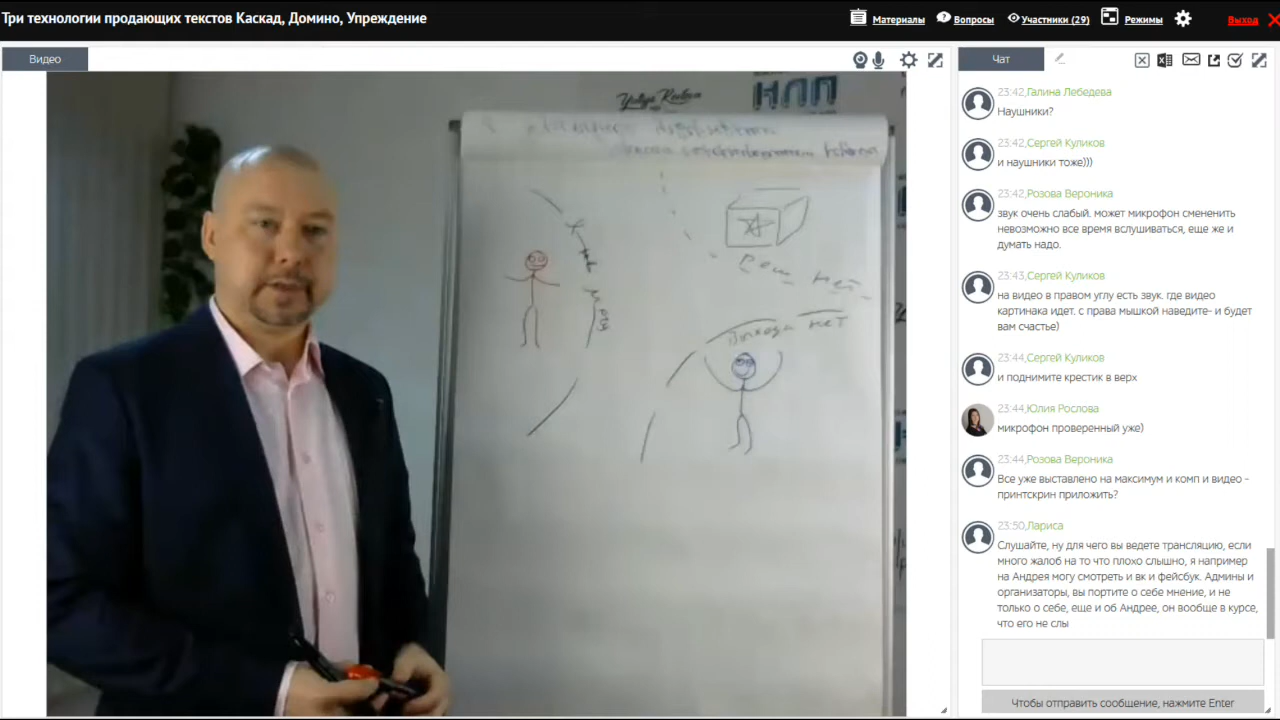 Три технологии продающих текстов Каскад, Домино, Упреждение
Материалы
Вопросы
Участники (29)
Режимы
Выход
Видео
Чат
23:42,Галина Лебедева
Наушники?
23:42,Сергей Куликов
и наушники тоже)))
23:42,Розова Вероника
звук очень слабый. может микрофон смененить
невозможно все время вслушиваться, еще же и
думать надо.
23:43,Сергей Куликов
на видео в правом углу есть звук. где видео
картинака идет. с права мышкой наведите- и будет
вам счастье)
23:44,Сергей Куликов
и поднимите крестик в верх
23:44,Юлия Рослова
микрофон проверенный уже)
23:44,Розова Вероника
Все уже выставлено на максимум и комп и видео -
принтскрин приложить?
23:50,Лариса
Слушайте, ну для чего вы ведете трансляцию, если
много жалоб на то что плохо слышно, я например
на Андрея могу смотреть и вк и фейсбук. Админы и
организаторы, вы портите о себе мнение, и не
только о себе, еще и об Андрее, он вообще в курсе,
что его не слы
Чтобы отправить сообщение, нажмите Enter
НЛП
нет
Выхода нет